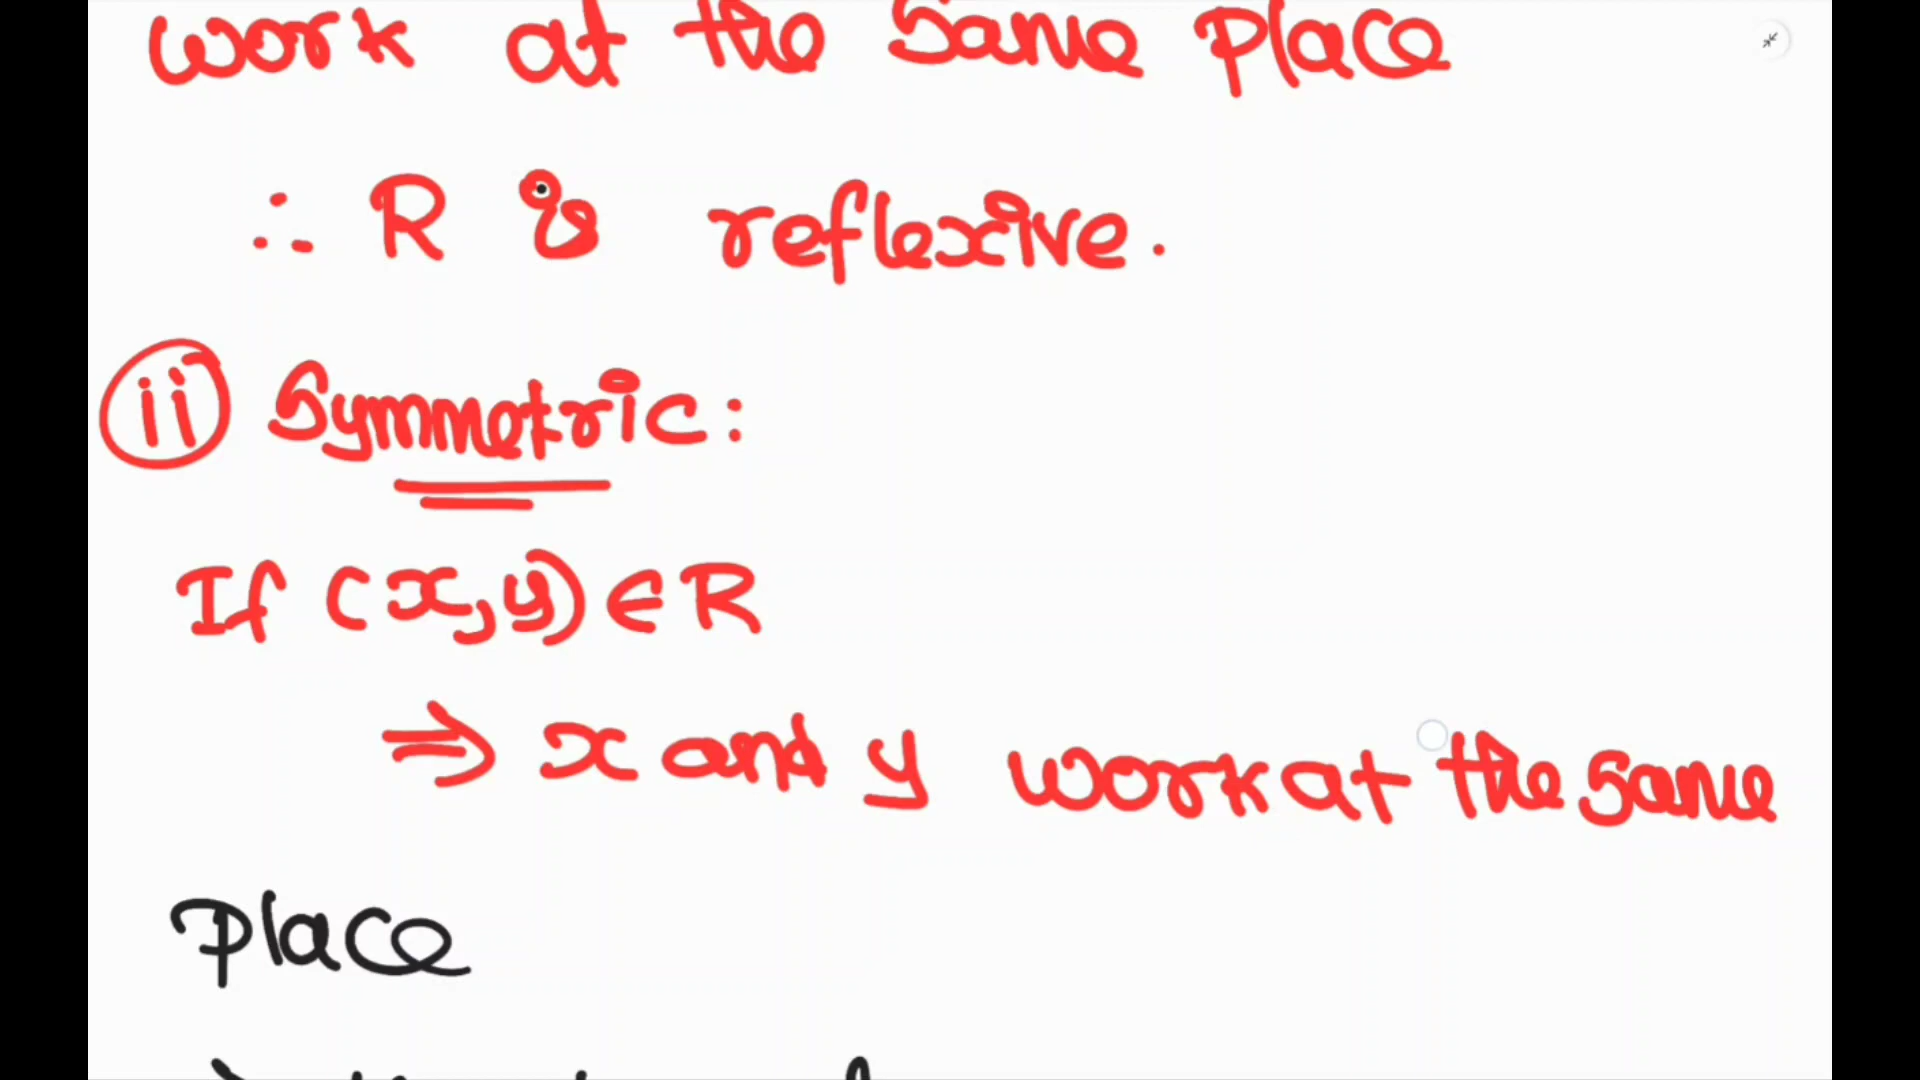 work at the same place
∴ R is reflexive.
ii Symmetric:
If (x,y) ∈ R
⇒ x and y work at the same
place